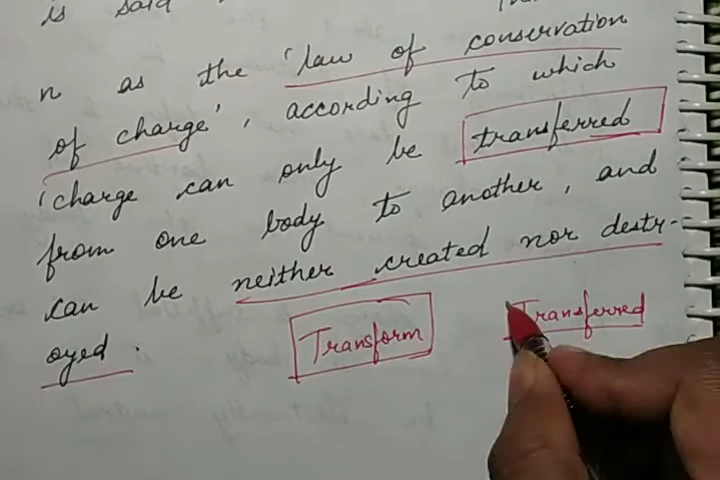 is said
n as the 'law of conservation
of charge', according to which
'charge can only be transferred
from one body to another, and
can be neither created nor destr-
oyed.
Transform Transferred